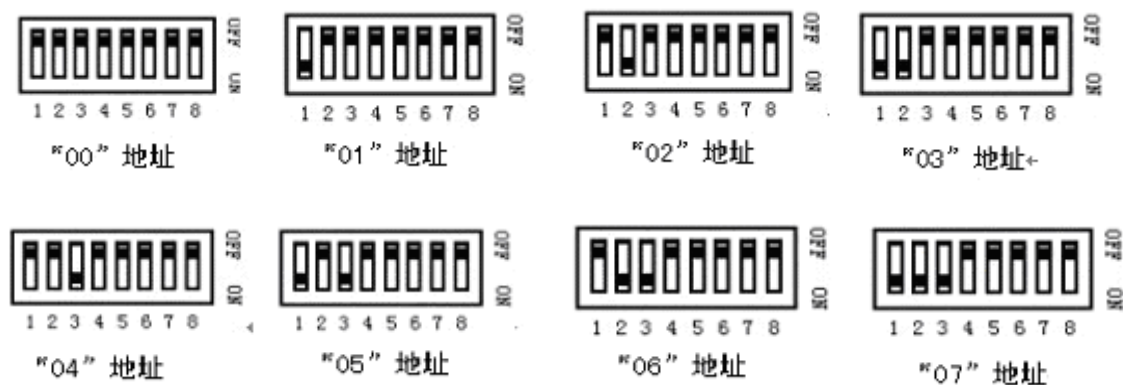 OFF OFF OFF OFF
ON ON ON ON
1 2 3 4 5 6 7 8 1 2 3 4 5 6 7 8 1 2 3 4 5 6 7 8 1 2 3 4 5 6 7 8
“00” 地址 “01” 地址 “02” 地址 “03” 地址↵
OFF OFF OFF OFF
ON ON ON ON
1 2 3 4 5 6 7 8 1 2 3 4 5 6 7 8 1 2 3 4 5 6 7 8 1 2 3 4 5 6 7 8
“04” 地址 “05” 地址 “06” 地址 “07” 地址